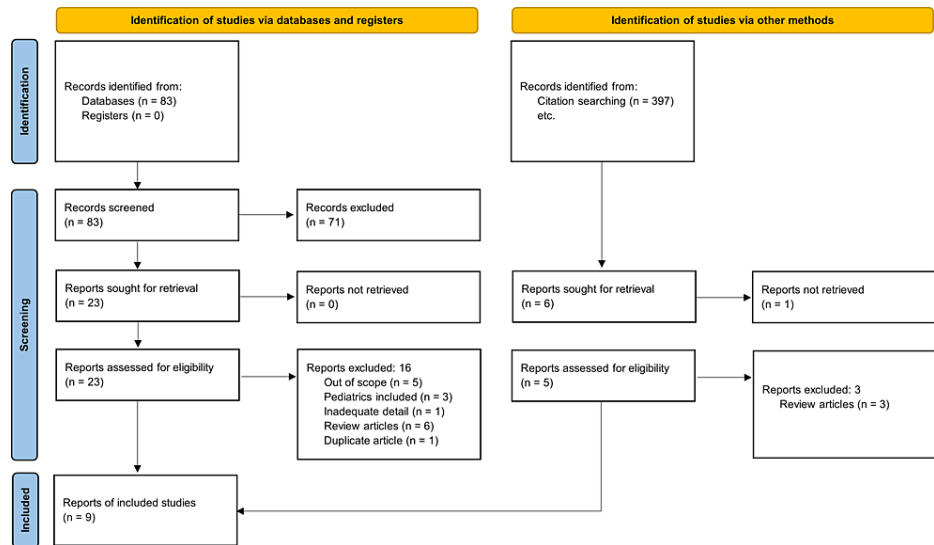 Identification of studies via databases and registers
Identification of studies via other methods
Identification
Records identified from:
Databases (n = 83)
Registers (n = 0)
Records identified from:
Citation searching (n = 397)
etc.
Screening
Records screened
(n = 83)
Records excluded
(n = 71)
Reports sought for retrieval
(n = 23)
Reports not retrieved
(n = 0)
Reports sought for retrieval
(n = 6)
Reports not retrieved
(n = 1)
Reports assessed for eligibility
(n = 23)
Reports excluded: 16
Out of scope (n = 5)
Pediatrics included (n = 3)
Inadequate detail (n = 1)
Review articles (n = 6)
Duplicate article (n = 1)
Reports assessed for eligibility
(n = 5)
Reports excluded: 3
Review articles (n = 3)
Included
Reports of included studies
(n = 9)